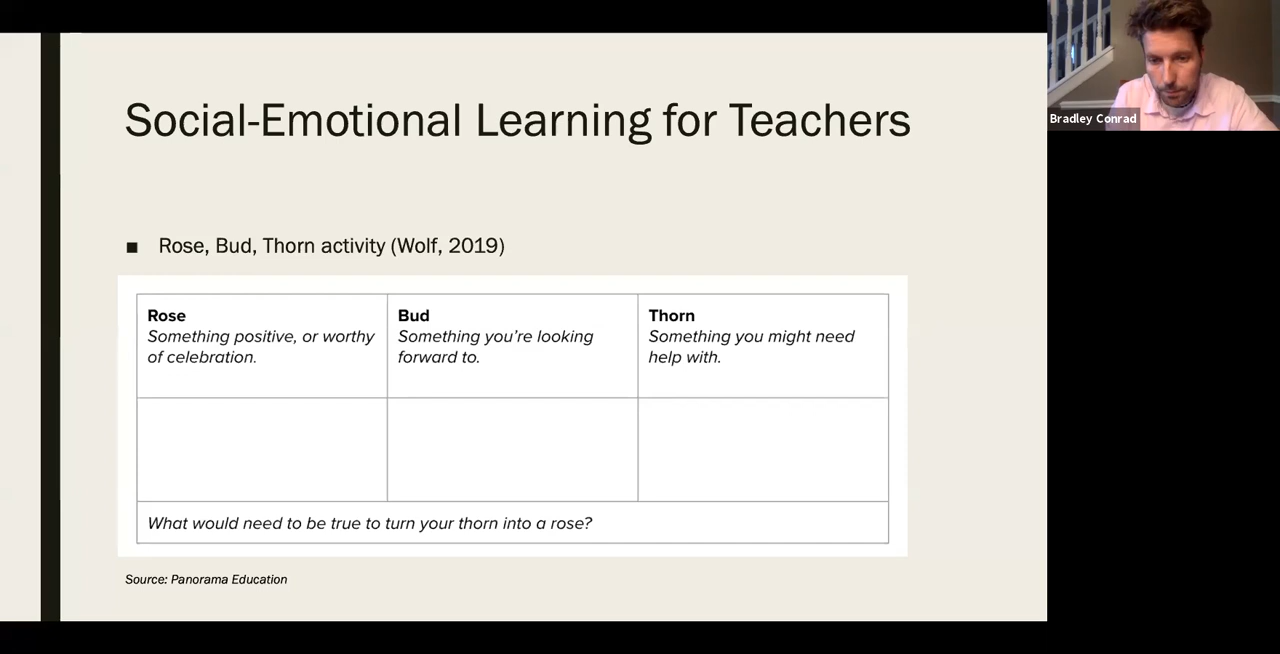 Social-Emotional Learning for Teachers
Bradley Conrad
■ Rose, Bud, Thorn activity (Wolf, 2019)
Rose
Something positive, or worthy
of celebration.
Bud
Something you're looking
forward to.
Thorn
Something you might need
help with.
What would need to be true to turn your thorn into a rose?
Source: Panorama Education